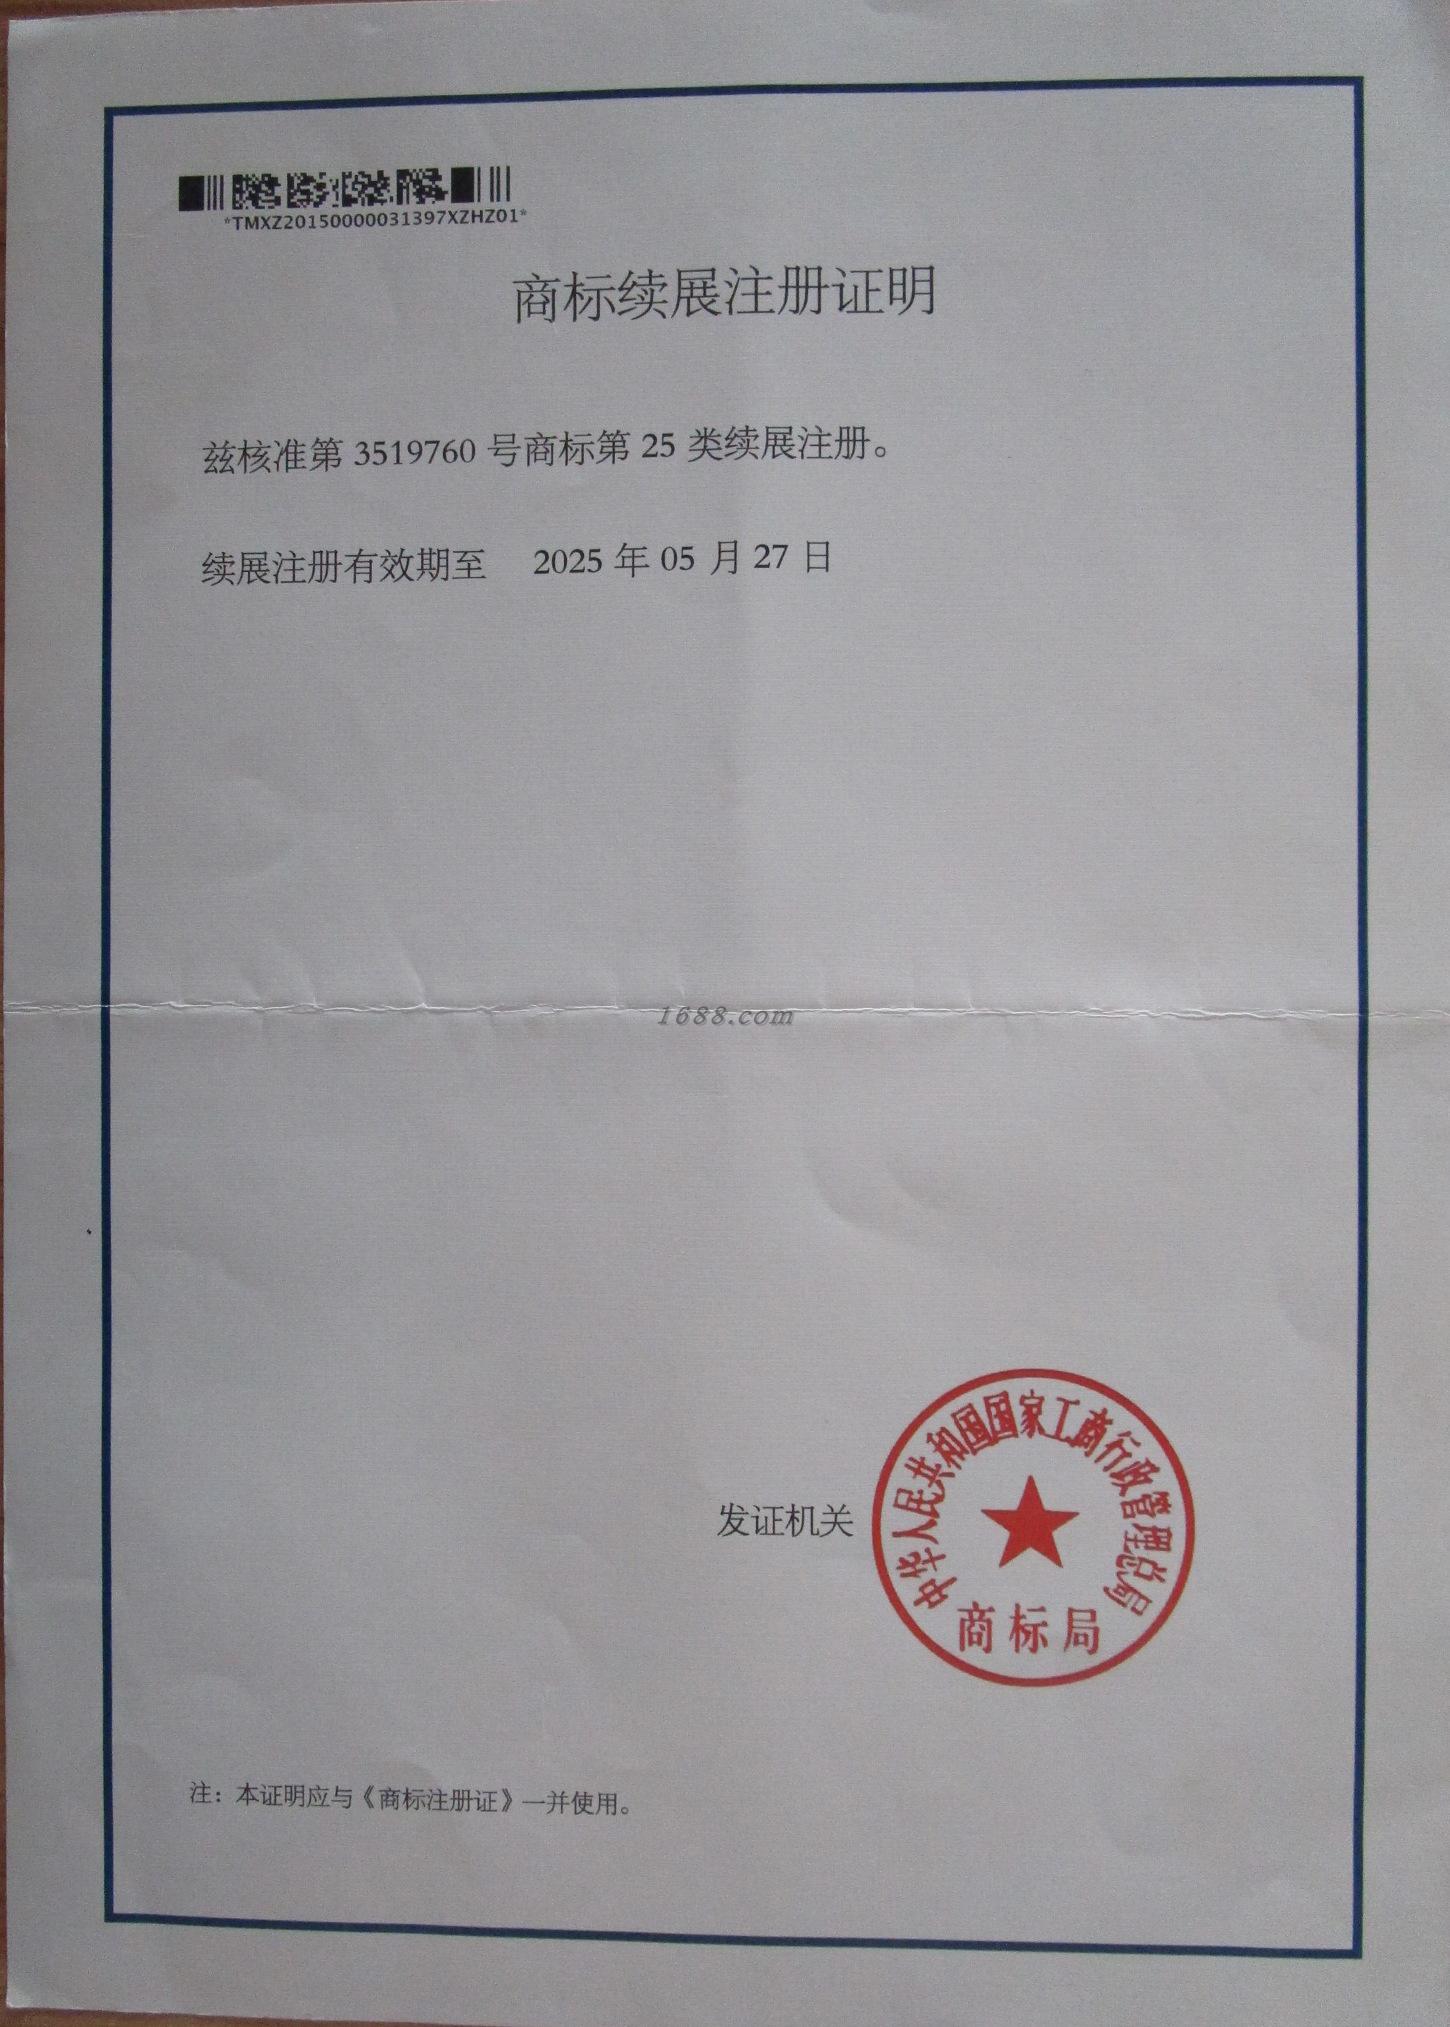 *TMXZ20150000031397XZHZ01*
商标续展注册证明
兹核准第 3519760 号商标第 25 类续展注册。
续展注册有效期至 2025 年 05 月 27 日
1688.com
发证机关
中华人民共和国国家工商行政管理总局
商标局
注：本证明应与《商标注册证》一并使用。